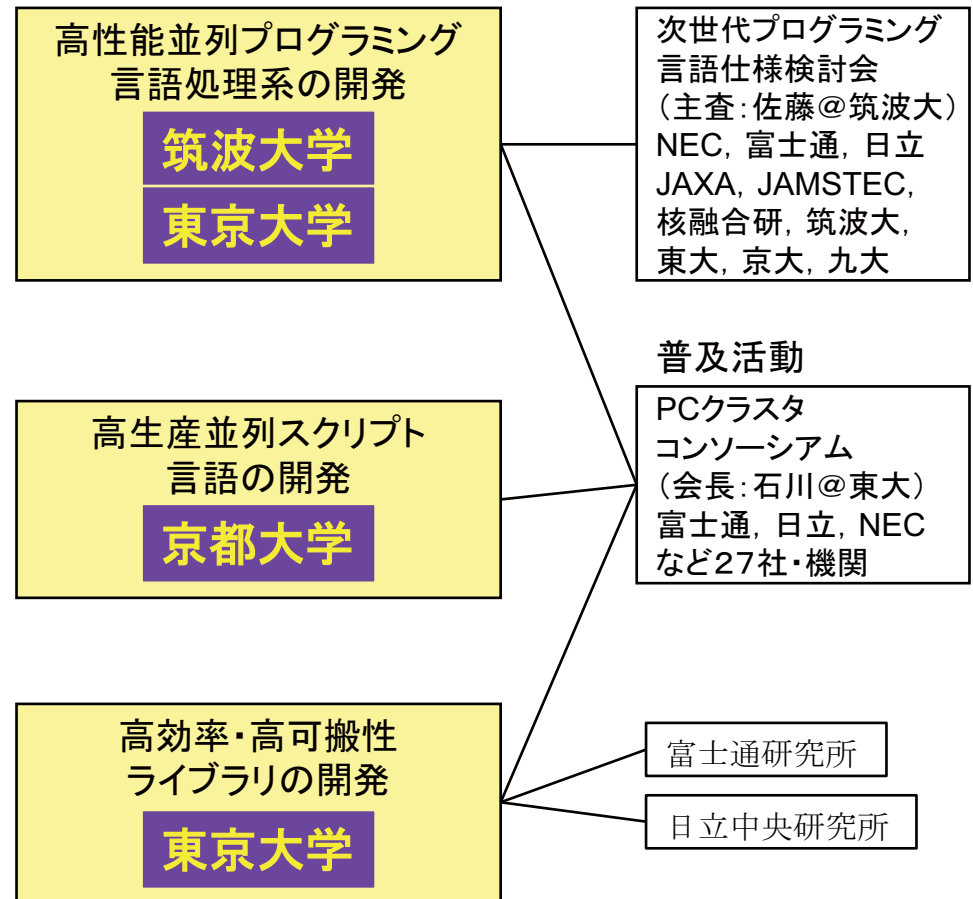 高性能並列プログラミング
言語処理系の開発
筑波大学
東京大学
次世代プログラミング
言語仕様検討会
（主査：佐藤＠筑波大）
NEC，富士通，日立
JAXA，JAMSTEC，
核融合研，筑波大，
東大，京大，九大
高生産並列スクリプト
言語の開発
京都大学
普及活動
PCクラスタ
コンソーシアム
（会長：石川＠東大）
富士通，日立，NEC
など２７社・機関
高効率・高可搬性
ライブラリの開発
東京大学
富士通研究所
日立中央研究所